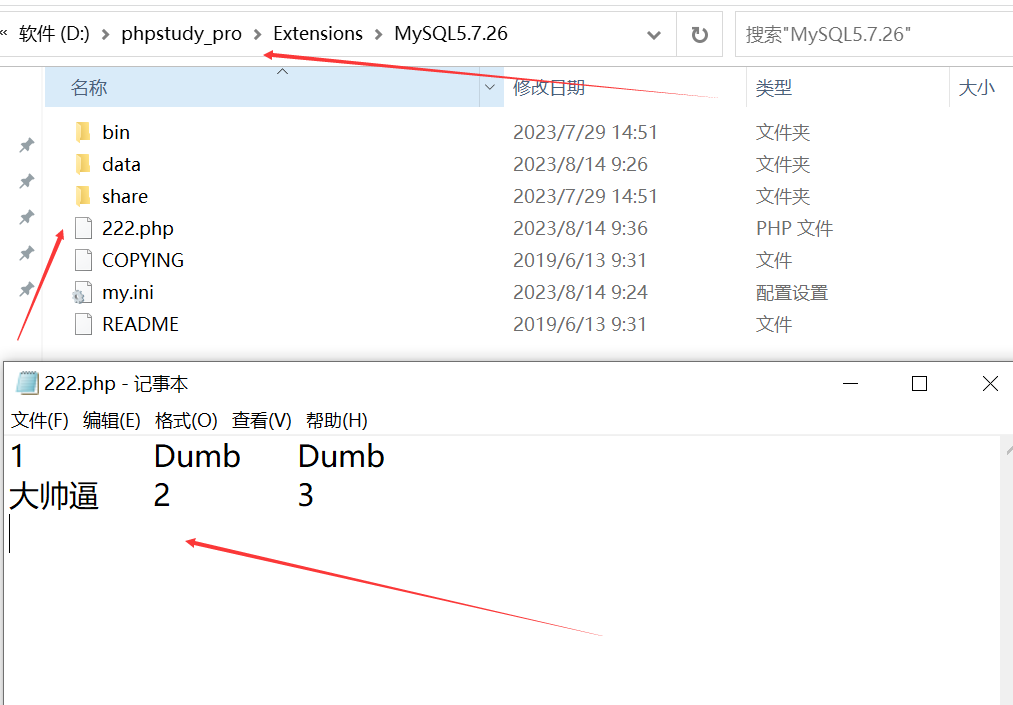 « 软件 (D:) › phpstudy_pro › Extensions › MySQL5.7.26 搜索"MySQL5.7.26"
名称 修改日期 类型 大小
bin 2023/7/29 14:51 文件夹
data 2023/8/14 9:26 文件夹
share 2023/7/29 14:51 文件夹
222.php 2023/8/14 9:36 PHP 文件
COPYING 2019/6/13 9:31 文件
my.ini 2023/8/14 9:24 配置设置
README 2019/6/13 9:31 文件
222.php - 记事本
文件(F) 编辑(E) 格式(O) 查看(V) 帮助(H)
1 Dumb Dumb
大帅逼 2 3